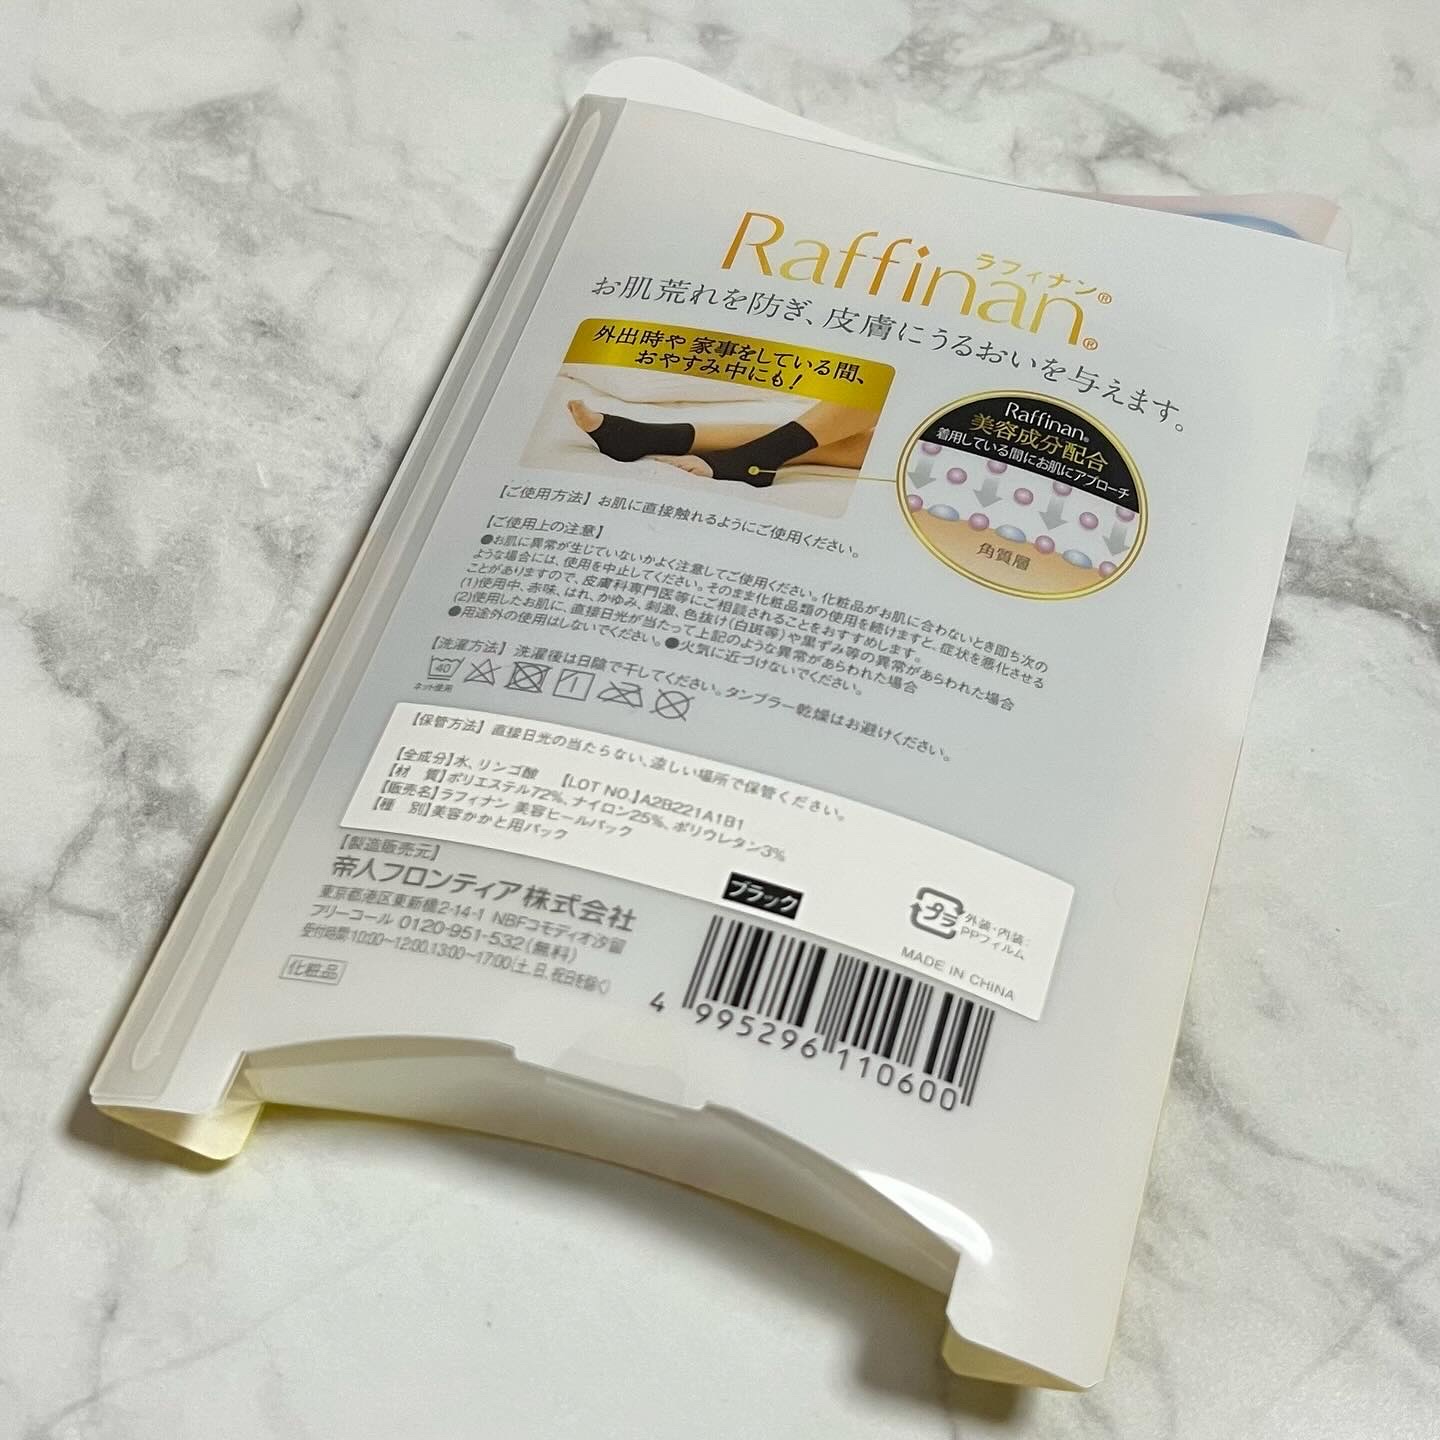 Raffinan®
ラフィナン®
お肌荒れを防ぎ、皮膚にうるおいを与えます。
外出時や 家事をしている間、
おやすみ中にも!
Raffinan®
美容成分配合
着用している間にお肌にアプローチ
角質層
【ご使用方法】お肌に直接触れるようにご使用ください。
【ご使用上の注意】
●お肌に異常が生じていないかよく注意してご使用ください。化粧品がお肌に合わないとき即ち次の
ような場合には、使用を中止してください。そのまま化粧品類の使用を続けますと、症状を悪化させる
ことがありますので、皮膚科専門医等にご相談されることをおすすめします。
(1)使用中、赤味、はれ、かゆみ、刺激、色抜け(白斑等)や黒ずみ等の異常があらわれた場合
(2)使用したお肌に、直接日光が当たって上記のような異常があらわれた場合
●用途外の使用はしないでください。●火気に近づけないでください。
【洗濯方法】洗濯後は日陰で干してください。タンブラー乾燥はお避けください。
40
ネット使用
【保管方法】直接日光の当たらない、涼しい場所で保管ください。
【全成分】水、リンゴ酸 【LOT NO.】A2B221A1B1
【材 質】ポリエステル72%、ナイロン25%、ポリウレタン3%
【販売名】ラフィナン 美容ヒールパック
【種 別】美容かかと用パック
【製造販売元】
帝人フロンティア株式会社
東京都港区東新橋2-14-1 NBFコモディオ汐留
フリーコール 0120-951-532(無料)
受付時間:10:00~12:00、13:00~17:00(土、日、祝日を除く)
化粧品
ブラック
プラ
外装・内装:
PPフィルム
MADE IN CHINA
4 995296 110600